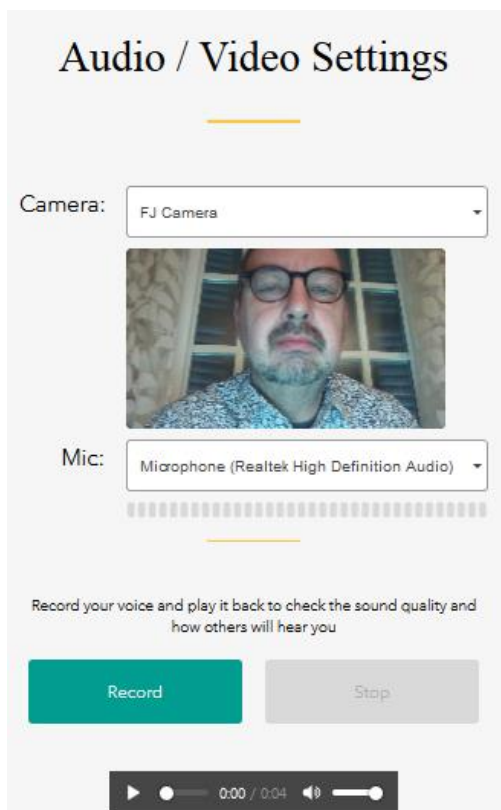 Audio / Video Settings
Camera:
FJ Camera
Mic:
Microphone (Realtek High Definition Audio)
Record your voice and play it back to check the sound quality and
how others will hear you
Record
Stop
0:00 / 0:04